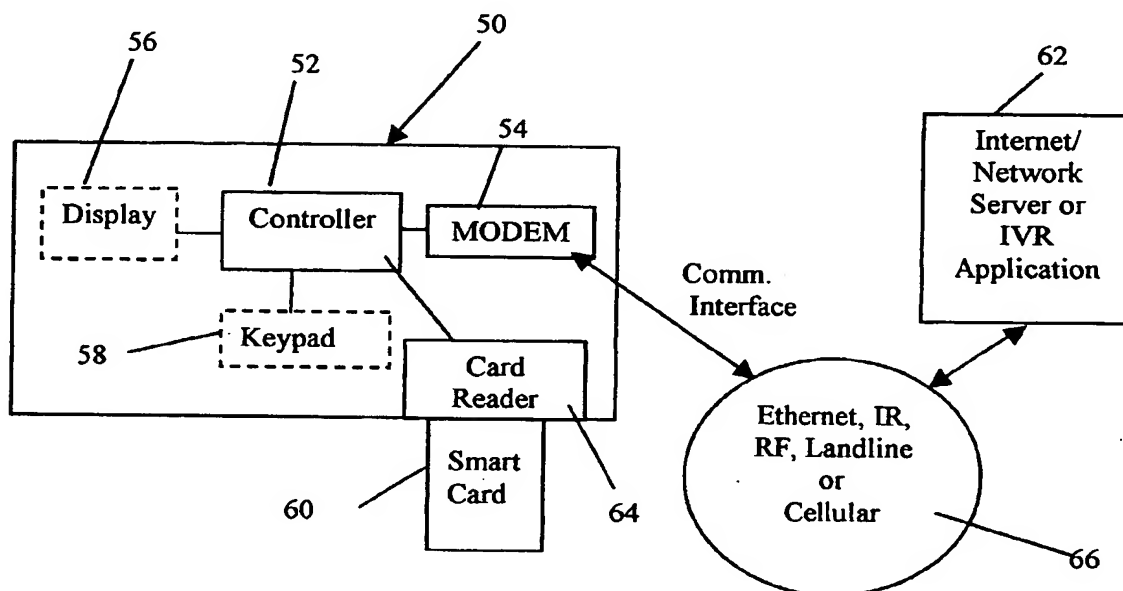 56
52
50
54
62
Display
Controller
MODEM
Internet/
Network
Server or
IVR
Application
Comm.
Interface
58
Keypad
Card
Reader
Ethernet, IR,
RF, Landline
or
Cellular
60
Smart
Card
64
66